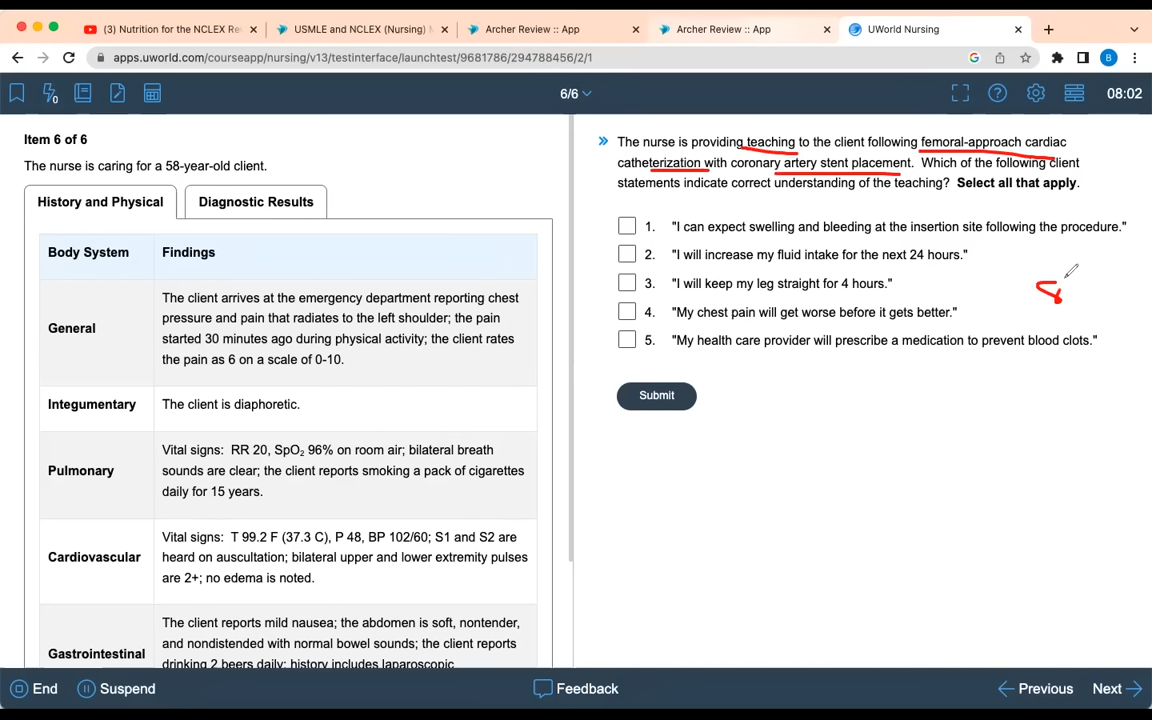 (3) Nutrition for the NCLEX Re
USMLE and NCLEX (Nursing)
Archer Review :: App
Archer Review :: App
UWorld Nursing
apps.uworld.com/courseapp/nursing/v13/testinterface/launchtest/9681786/294788456/2/1
B
0
6/6
08:02
Item 6 of 6
The nurse is caring for a 58-year-old client.
History and Physical
Diagnostic Results
Body System Findings
General
The client arrives at the emergency department reporting chest
pressure and pain that radiates to the left shoulder; the pain
started 30 minutes ago during physical activity; the client rates
the pain as 6 on a scale of 0-10.
Integumentary
The client is diaphoretic.
Pulmonary
Vital signs: RR 20, SpO₂ 96% on room air; bilateral breath
sounds are clear; the client reports smoking a pack of cigarettes
daily for 15 years.
Cardiovascular
Vital signs: T 99.2 F (37.3 C), P 48, BP 102/60; S1 and S2 are
heard on auscultation; bilateral upper and lower extremity pulses
are 2+; no edema is noted.
Gastrointestinal
The client reports mild nausea; the abdomen is soft, nontender,
and nondistended with normal bowel sounds; the client reports
drinking 2 beers daily; history includes laparoscopic
The nurse is providing teaching to the client following femoral-approach cardiac
catheterization with coronary artery stent placement. Which of the following client
statements indicate correct understanding of the teaching? Select all that apply.
1. "I can expect swelling and bleeding at the insertion site following the procedure."
2. "I will increase my fluid intake for the next 24 hours."
3. "I will keep my leg straight for 4 hours."
4. "My chest pain will get worse before it gets better."
5. "My health care provider will prescribe a medication to prevent blood clots."
Submit
End
Suspend
Feedback
Previous
Next